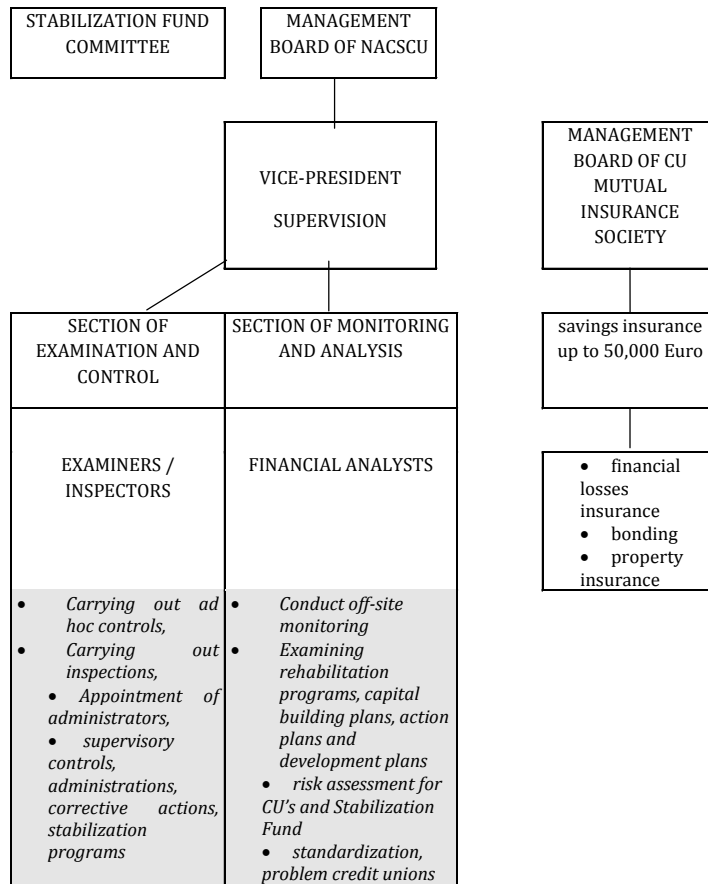 STABILIZATION FUND
COMMITTEE
MANAGEMENT
BOARD OF NACSCU
VICE-PRESIDENT
SUPERVISION
MANAGEMENT
BOARD OF CU
MUTUAL
INSURANCE
SOCIETY
SECTION OF
EXAMINATION AND
CONTROL
SECTION OF MONITORING
AND ANALYSIS
savings insurance
up to 50,000 Euro
EXAMINERS /
INSPECTORS
FINANCIAL ANALYSTS
• financial
losses
insurance
• bonding
• property
insurance
• Carrying out ad
hoc controls,
• Carrying out
inspections,
• Appointment of
administrators,
• supervisory
controls,
administrations,
corrective actions,
stabilization
programs
• Conduct off-site
monitoring
• Examining
rehabilitation
programs, capital
building plans, action
plans and
development plans
• risk assessment for
CU's and Stabilization
Fund
• standardization,
problem credit unions